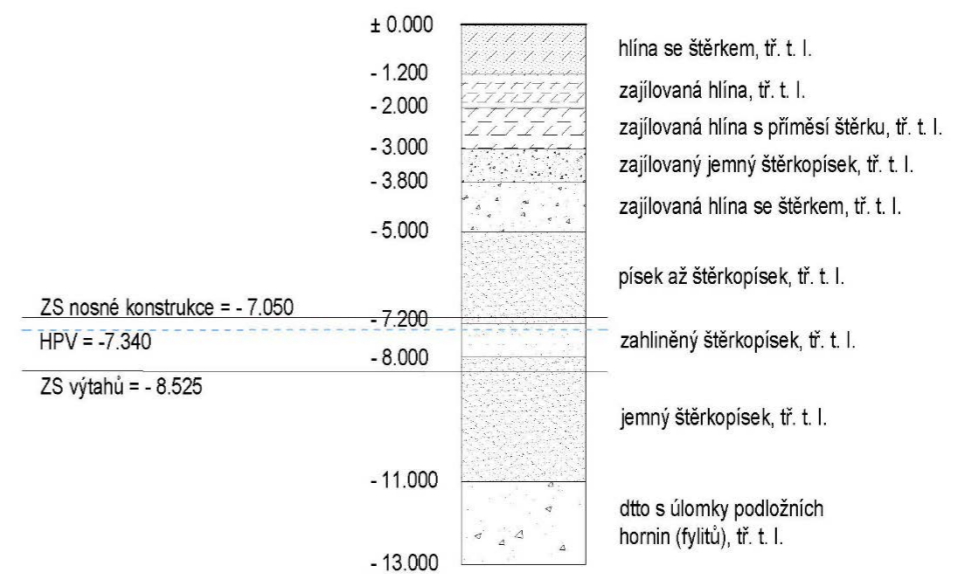 ± 0.000
hlína se štěrkem, tř. t. I.
- 1.200
zajílovaná hlína, tř. t. I.
- 2.000
zajílovaná hlína s příměsí štěrku, tř. t. I.
- 3.000
zajílovaný jemný štěrkopísek, tř. t. I.
- 3.800
zajílovaná hlína se štěrkem, tř. t. I.
- 5.000
písek až štěrkopísek, tř. t. I.
ZS nosné konstrukce = - 7.050
- 7.200
HPV = -7.340
zahliněný štěrkopísek, tř. t. I.
- 8.000
ZS výtahů = - 8.525
jemný štěrkopísek, tř. t. I.
- 11.000
dtto s úlomky podložních
hornin (fylitů), tř. t. I.
- 13.000